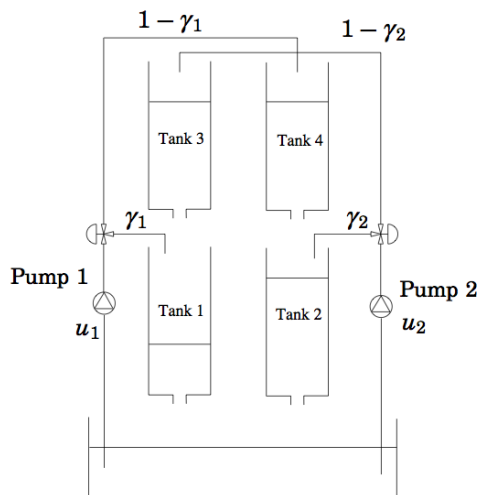 1 − γ₁
1 − γ₂
Tank 3
Tank 4
γ₁
γ₂
Pump 1
Pump 2
u₁
Tank 1
Tank 2
u₂